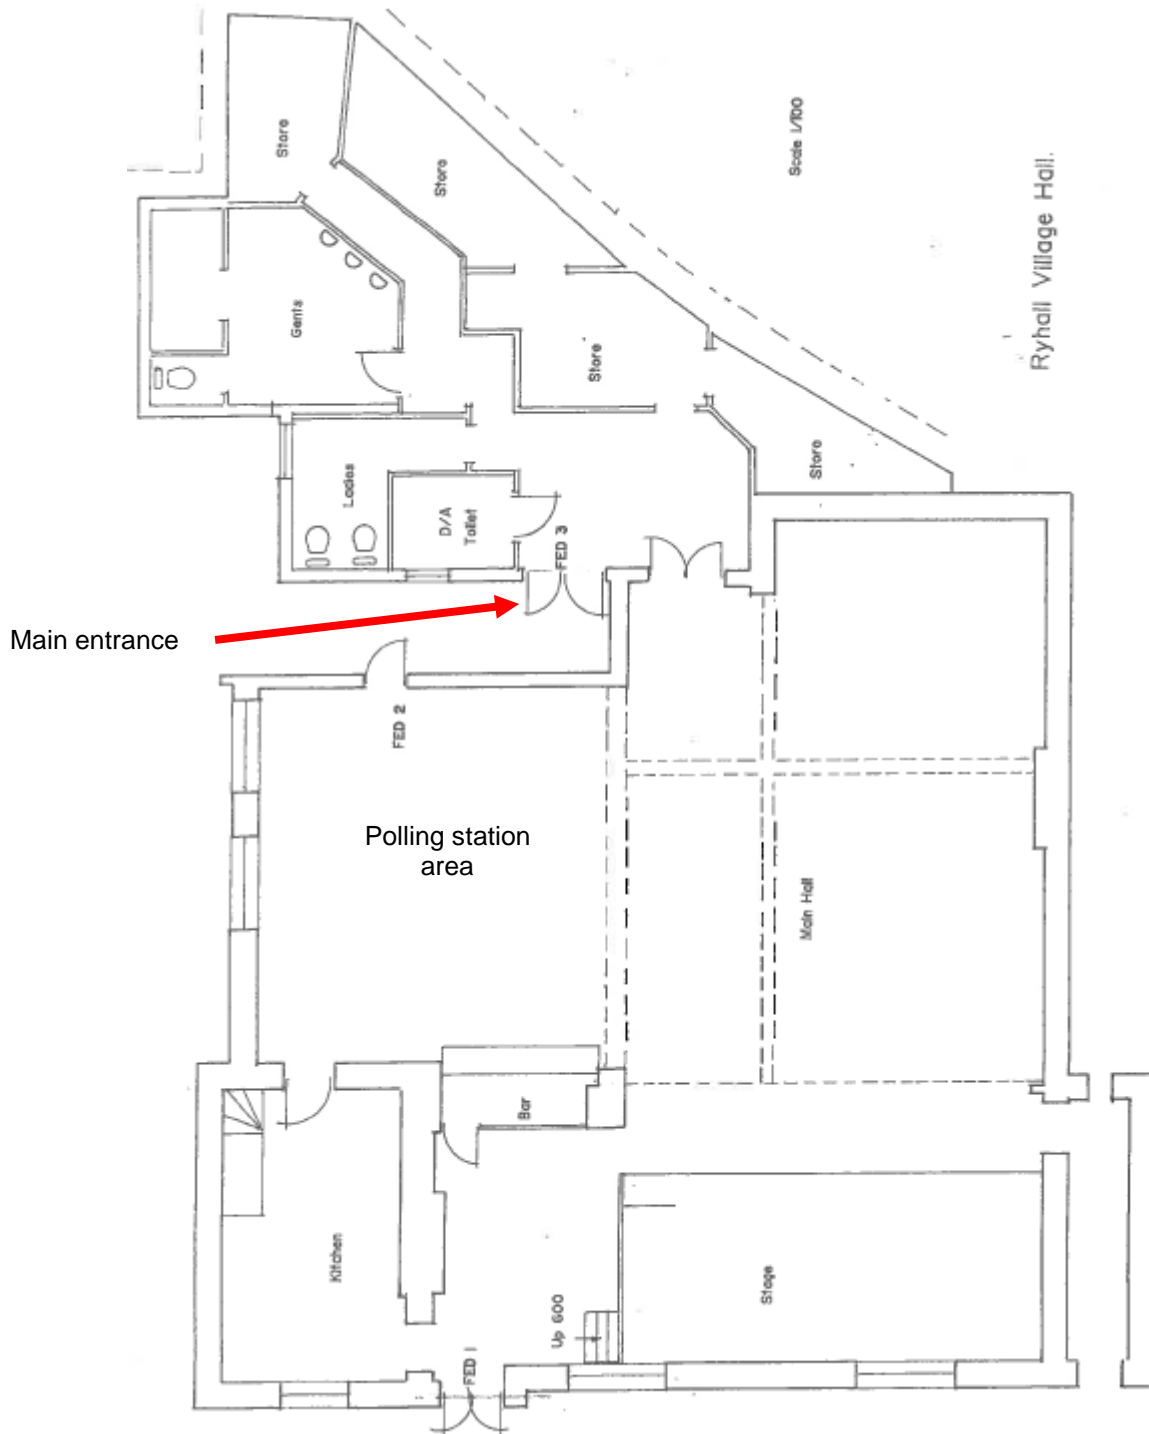 Store
Store
Scale 1/100
Ryhall Village Hall.
Gents
Store
Ladies
D/A
Toilet
Store
FED 3
Main entrance
FED 2
Polling station
area
Main Hall
Bar
Kitchen
Stage
Up 600
FED 1